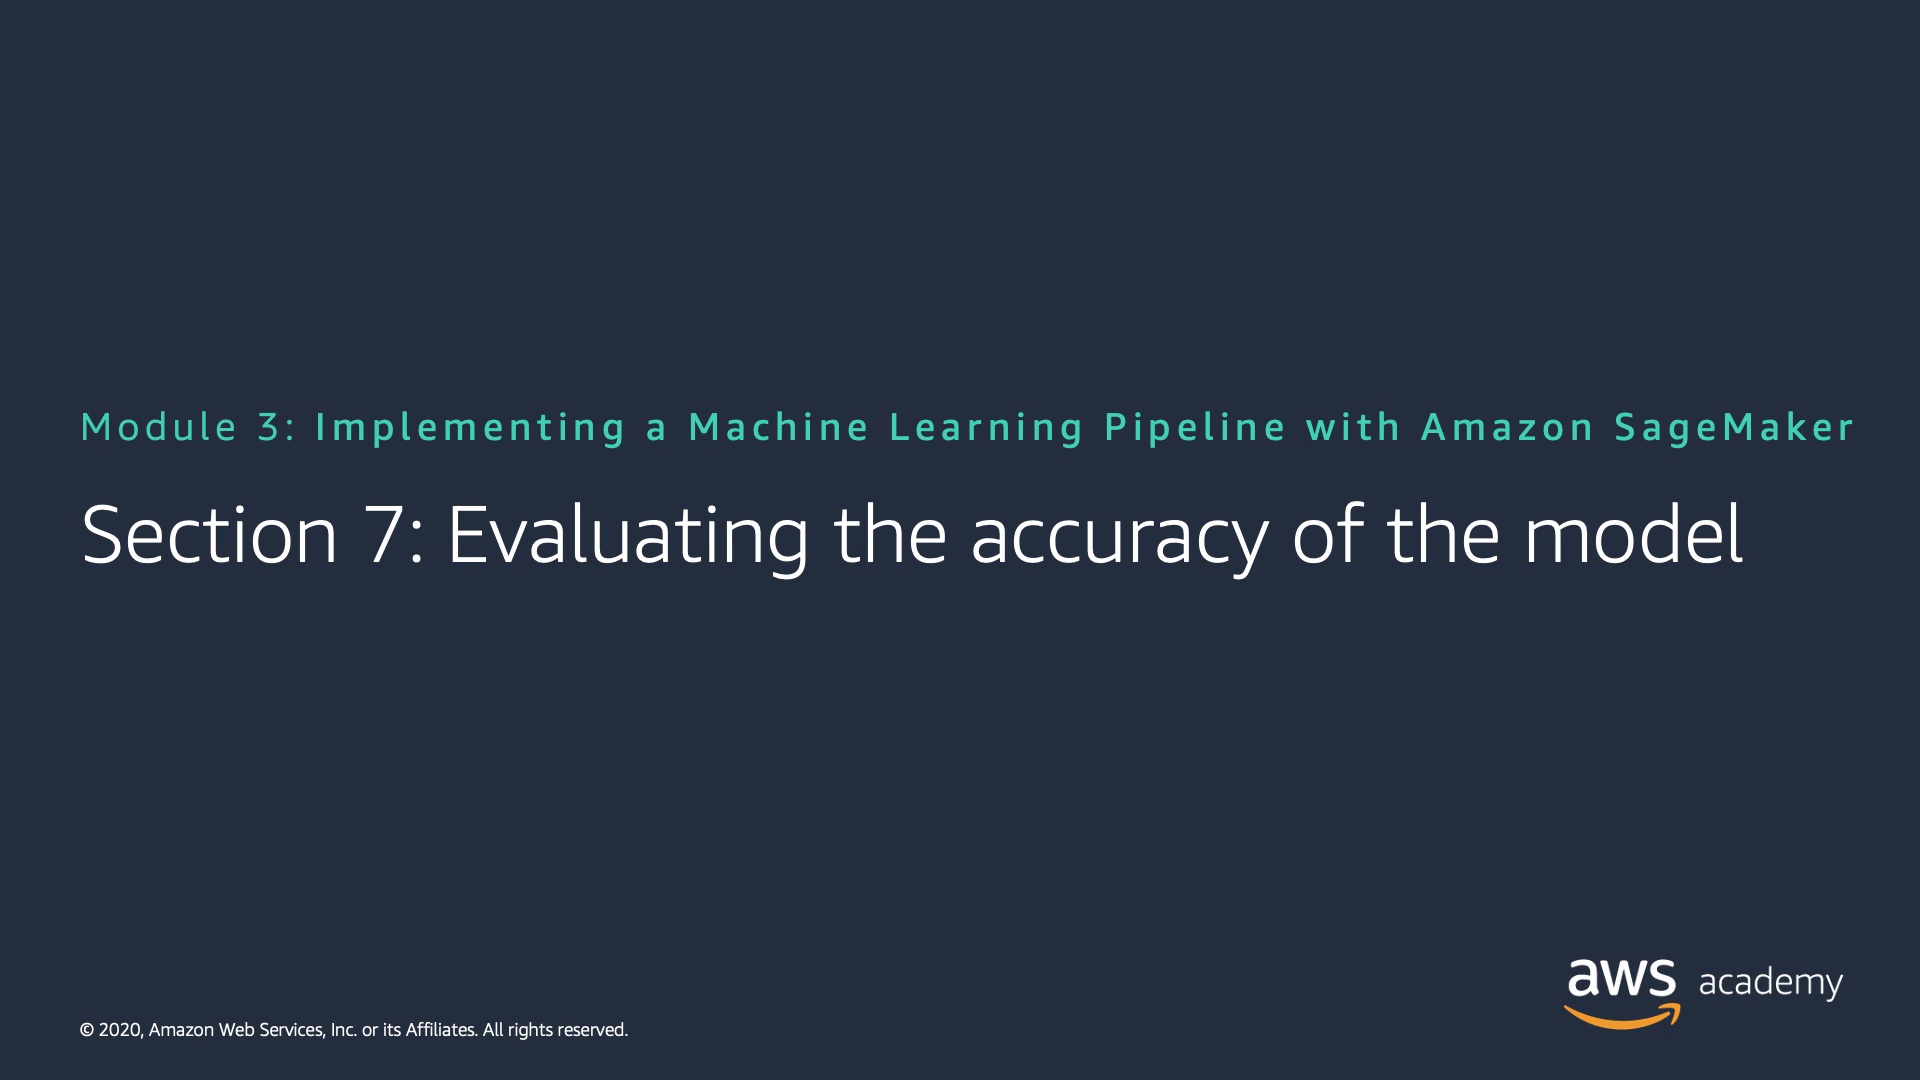 Module 3: Implementing a Machine Learning Pipeline with Amazon SageMaker
Section 7: Evaluating the accuracy of the model
aws academy
© 2020, Amazon Web Services, Inc. or its Affiliates. All rights reserved.